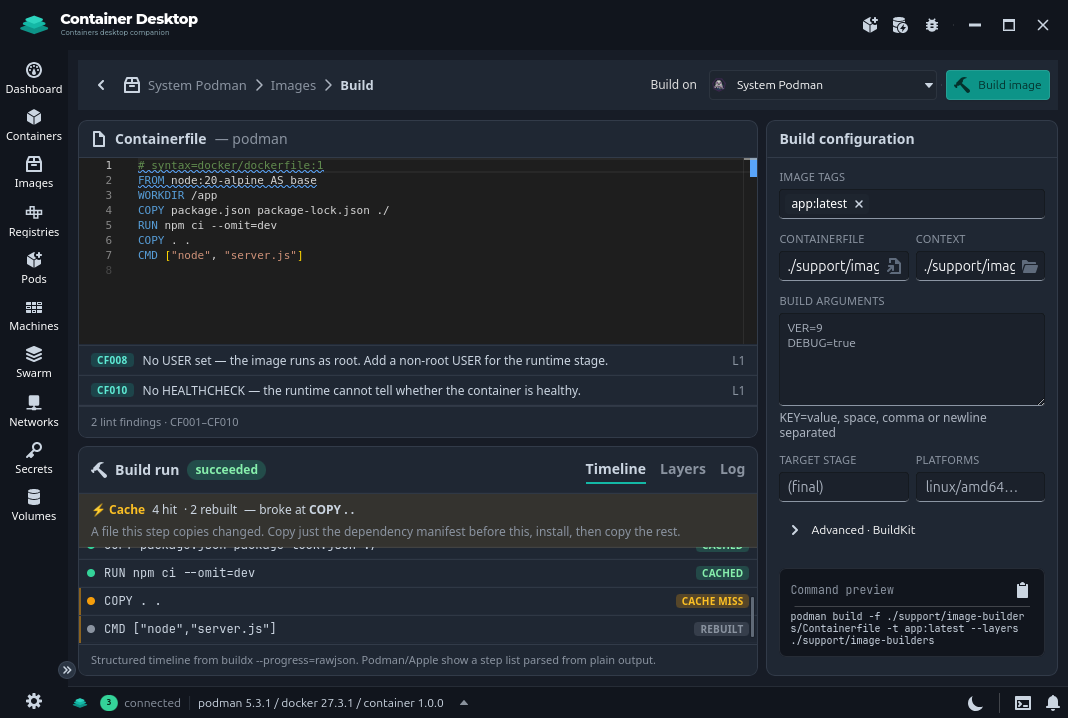 Container Desktop
Containers desktop companion
Dashboard
Containers
Images
Registries
Pods
Machines
Swarm
Networks
Secrets
Volumes
System Podman
Images
Build
Build on
System Podman
Build image
Containerfile — podman
1 # syntax=docker/dockerfile:1
2 FROM node:20-alpine AS base
3 WORKDIR /app
4 COPY package.json package-lock.json ./
5 RUN npm ci --omit=dev
6 COPY . .
7 CMD ["node", "server.js"]
8
CF008 No USER set — the image runs as root. Add a non-root USER for the runtime stage. L1
CF010 No HEALTHCHECK — the runtime cannot tell whether the container is healthy. L1
2 lint findings · CF001–CF010
Build run succeeded
Timeline Layers Log
Cache 4 hit · 2 rebuilt — broke at COPY . .
A file this step copies changed. Copy just the dependency manifest before this, install, then copy the rest.
COPY package.json package-lock.json ./ CACHED
RUN npm ci --omit=dev CACHED
COPY . . CACHE MISS
CMD ["node","server.js"] REBUILT
Structured timeline from buildx --progress=rawjson. Podman/Apple show a step list parsed from plain output.
Build configuration
IMAGE TAGS
app:latest
CONTAINERFILE CONTEXT
./support/imag ./support/imag
BUILD ARGUMENTS
VER=9
DEBUG=true
KEY=value, space, comma or newline
separated
TARGET STAGE PLATFORMS
(final) linux/amd64…
Advanced · BuildKit
Command preview
podman build -f ./support/image-builder
s/Containerfile -t app:latest --layers
./support/image-builders
3 connected podman 5.3.1 / docker 27.3.1 / container 1.0.0